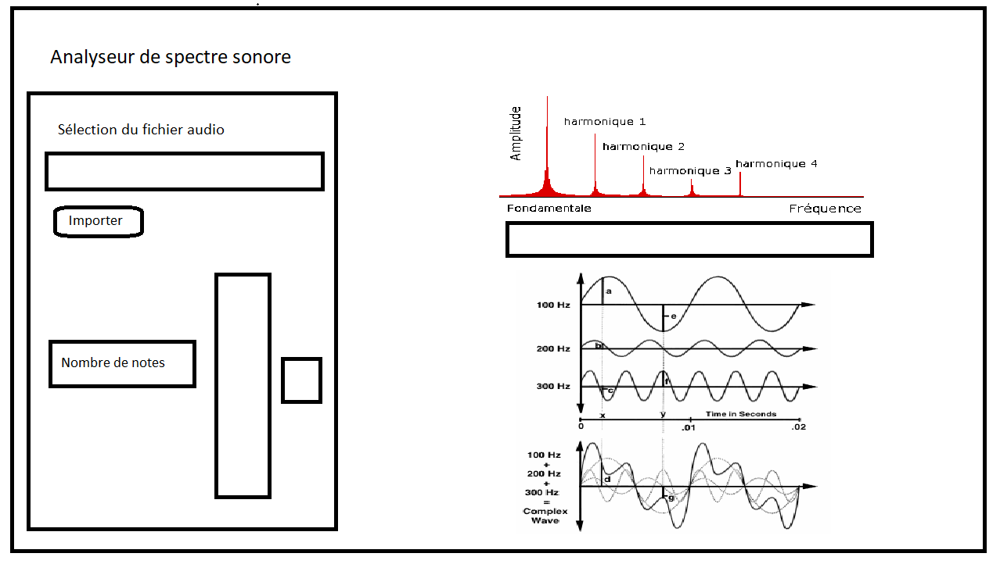 Analyseur de spectre sonore
Sélection du fichier audio
Importer
Nombre de notes
Amplitude
harmonique 1
harmonique 2
harmonique 3
harmonique 4
Fondamentale
Fréquence
a
100 Hz
e
b
200 Hz
f
300 Hz
c
x
y
Time in Seconds
0
.01
.02
100 Hz
+
200 Hz
d
+
300 Hz
g
=
Complex
Wave